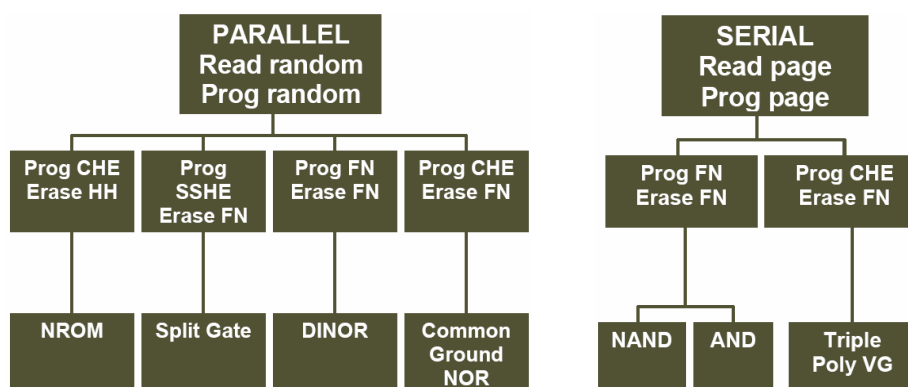 PARALLEL
Read random
Prog random
SERIAL
Read page
Prog page
Prog CHE
Erase HH
Prog
SSHE
Erase FN
Prog FN
Erase FN
Prog CHE
Erase FN
Prog FN
Erase FN
Prog CHE
Erase FN
NROM
Split Gate
DINOR
Common
Ground
NOR
NAND
AND
Triple
Poly VG